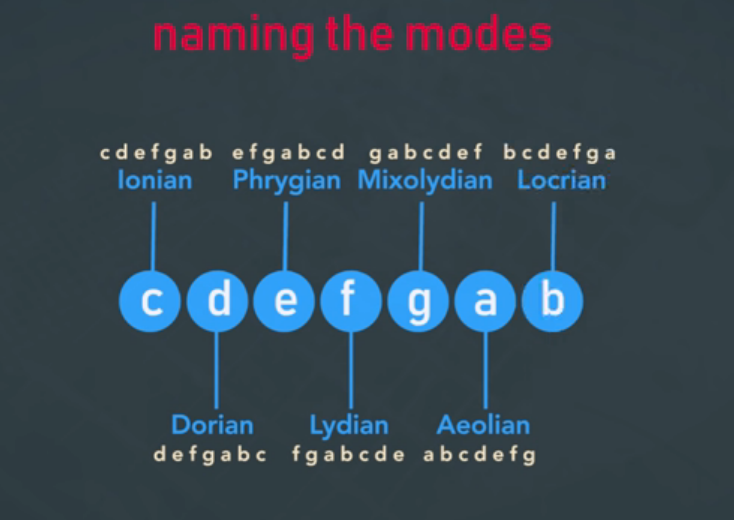 naming the modes
cdefgab efgabcd gabcdef bcdefga
Ionian Phrygian Mixolydian Locrian
c d e f g a b
Dorian Lydian Aeolian
defgabc fgabcde abcdefg